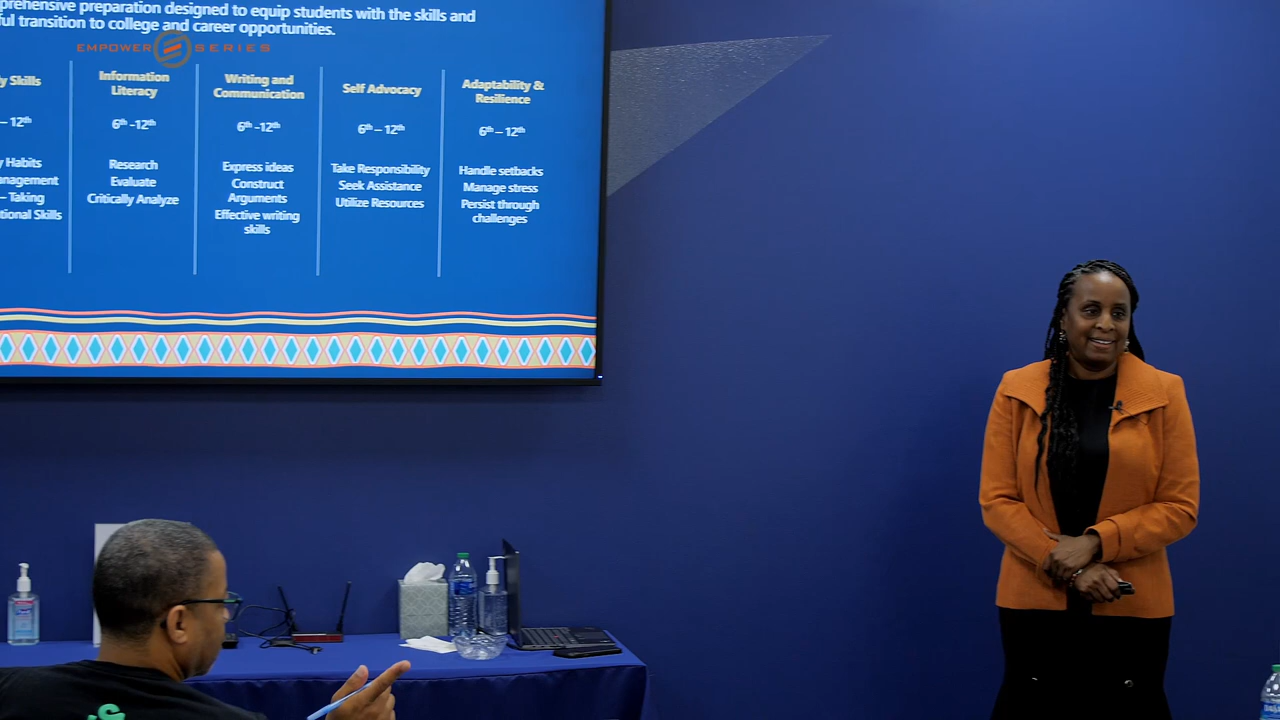 prehensive preparation designed to equip students with the skills and
ful transition to college and career opportunities.
EMPOWER SERIES
y Skills
– 12th
y Habits
anagement
– Taking
tional Skills
Information
Literacy
6th -12th
Research
Evaluate
Critically Analyze
Writing and
Communication
6th -12th
Express ideas
Construct
Arguments
Effective writing
skills
Self Advocacy
6th – 12th
Take Responsibility
Seek Assistance
Utilize Resources
Adaptability &
Resilience
6th – 12th
Handle setbacks
Manage stress
Persist through
challenges